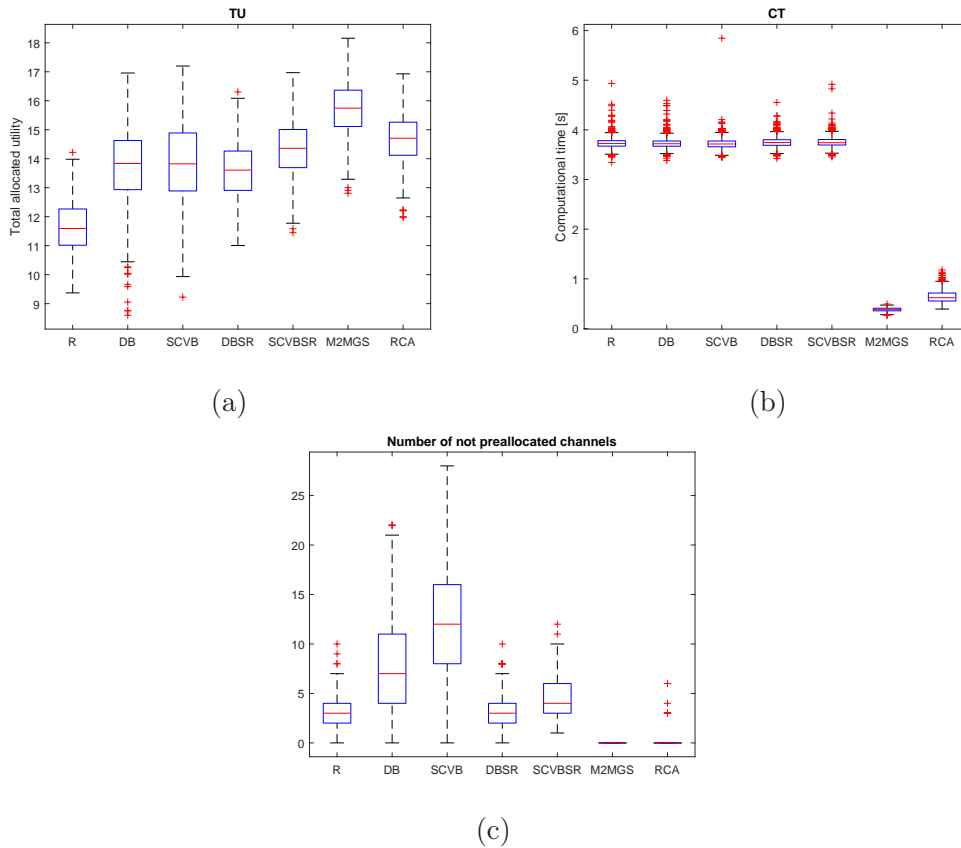 TU
Total allocated utility
18
17
16
15
14
13
12
11
10
9
R DB SCVB DBSR SCVBSR M2MGS RCA
(a)
CT
Computational time [s]
6
5
4
3
2
1
0
R DB SCVB DBSR SCVBSR M2MGS RCA
(b)
Number of not preallocated channels
25
20
15
10
5
0
R DB SCVB DBSR SCVBSR M2MGS RCA
(c)